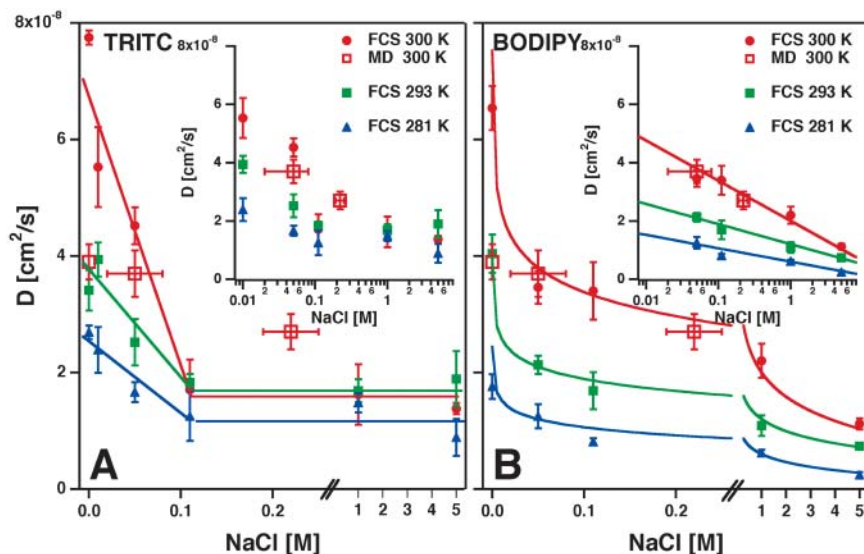 8x10⁻⁸
TRITC
8x10⁻⁸
FCS 300 K
MD 300 K
FCS 293 K
FCS 281 K
6
4
2
0
D [cm²/s]
0.01
4
6
0.1
2
4
6
1
2
4
6
NaCl [M]
6
4
2
0
D [cm²/s]
A
0.0
0.1
0.2
1
2
3
4
5
NaCl [M]
BODIPY
8x10⁻⁸
FCS 300 K
MD 300 K
FCS 293 K
FCS 281 K
6
4
2
0
D [cm²/s]
0.01
4
6
0.1
2
4
6
1
2
4
6
NaCl [M]
B
0.0
0.1
0.2
1
2
3
4
5
NaCl [M]